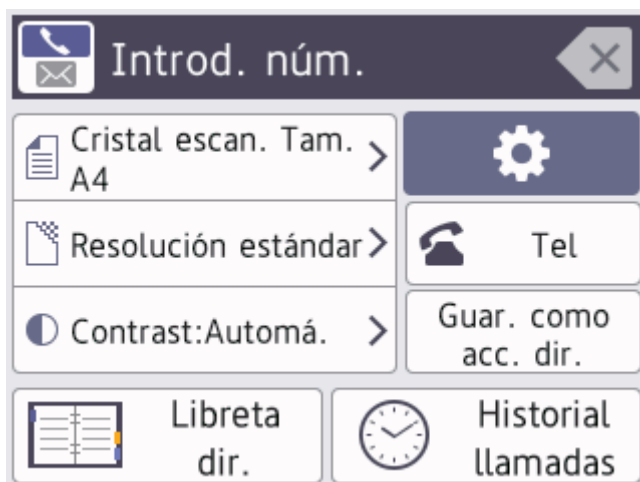 Introd. núm.
Cristal escan. Tam.
A4
Resolución estándar
Tel
Contrast:Automá.
Guar. como
acc. dir.
Libreta
dir.
Historial
llamadas